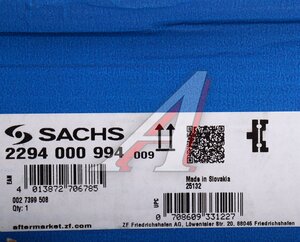 SACHS
2294 000 994 009
EAN
4 013872 706785
Made in Slovakia
25132
UPC
0 708609 331227
002 7399 508
Qty: 1
aftermarket.zf.com
ZF Friedrichshafen AG, Löwentaler Str. 20, 88046 Friedrichshafen